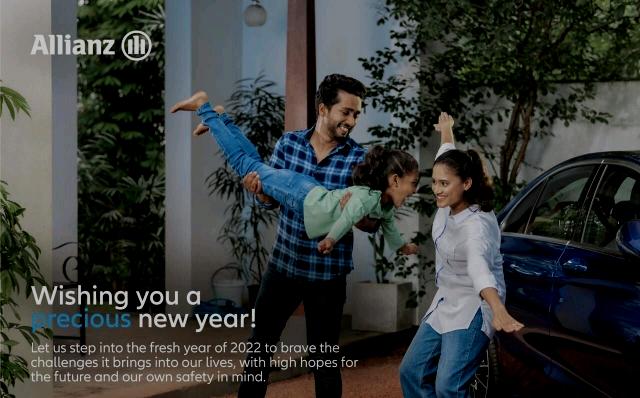 Allianz
Wishing you a
precious new year!
Let us step into the fresh year of 2022 to brave the
challenges it brings into our lives, with high hopes for
the future and our own safety in mind.